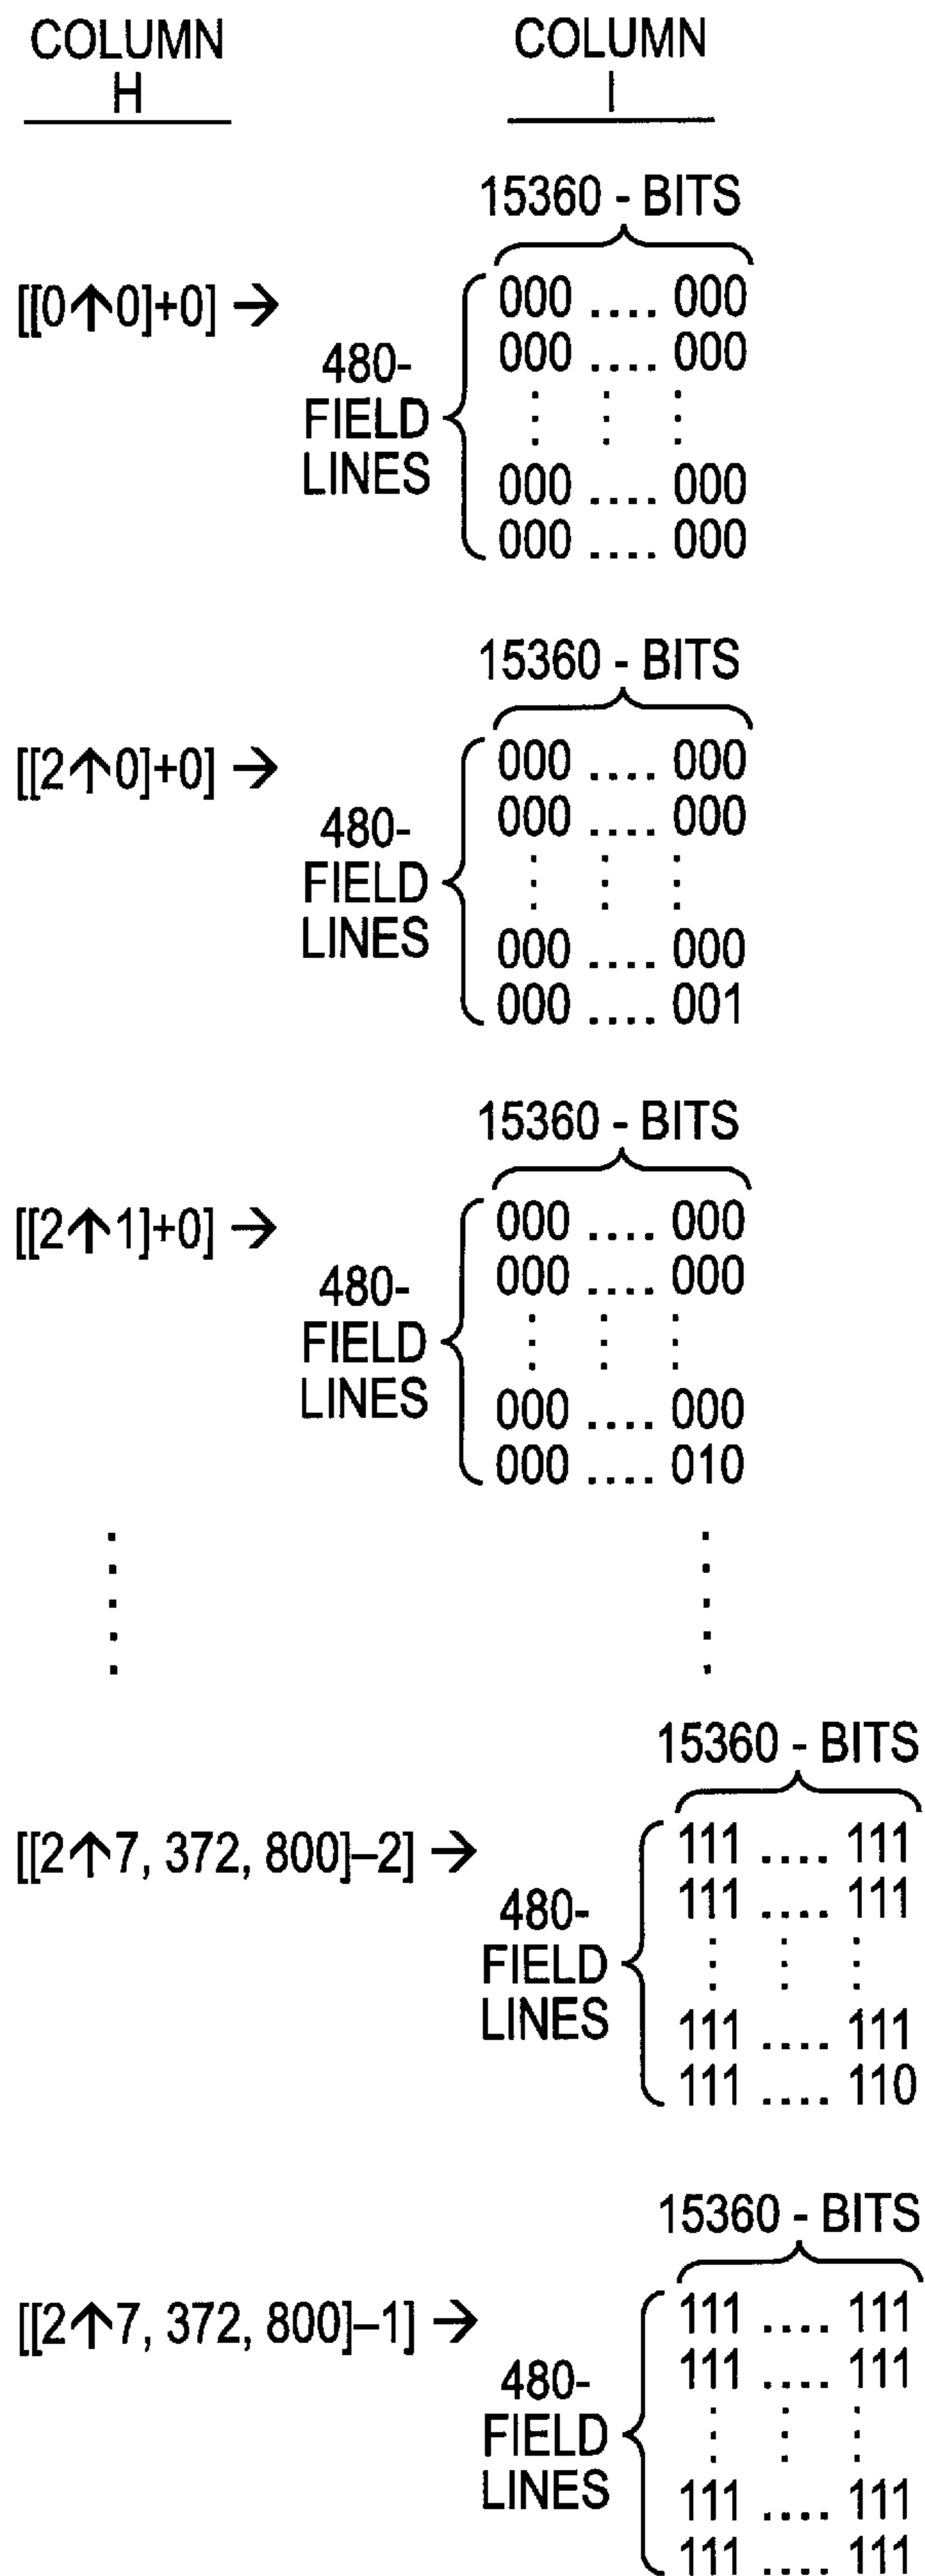 COLUMN H
COLUMN I
15360 - BITS
[[0↑0]+0] →
480-
FIELD
LINES
000 .... 000
000 .... 000
: : :
000 .... 000
000 .... 000
15360 - BITS
[[2↑0]+0] →
480-
FIELD
LINES
000 .... 000
000 .... 000
: : :
000 .... 000
000 .... 001
15360 - BITS
[[2↑1]+0] →
480-
FIELD
LINES
000 .... 000
000 .... 000
: : :
000 .... 000
000 .... 010
15360 - BITS
[[2↑7, 372, 800]–2] →
480-
FIELD
LINES
111 .... 111
111 .... 111
: : :
111 .... 111
111 .... 110
15360 - BITS
[[2↑7, 372, 800]–1] →
480-
FIELD
LINES
111 .... 111
111 .... 111
: : :
111 .... 111
111 .... 111